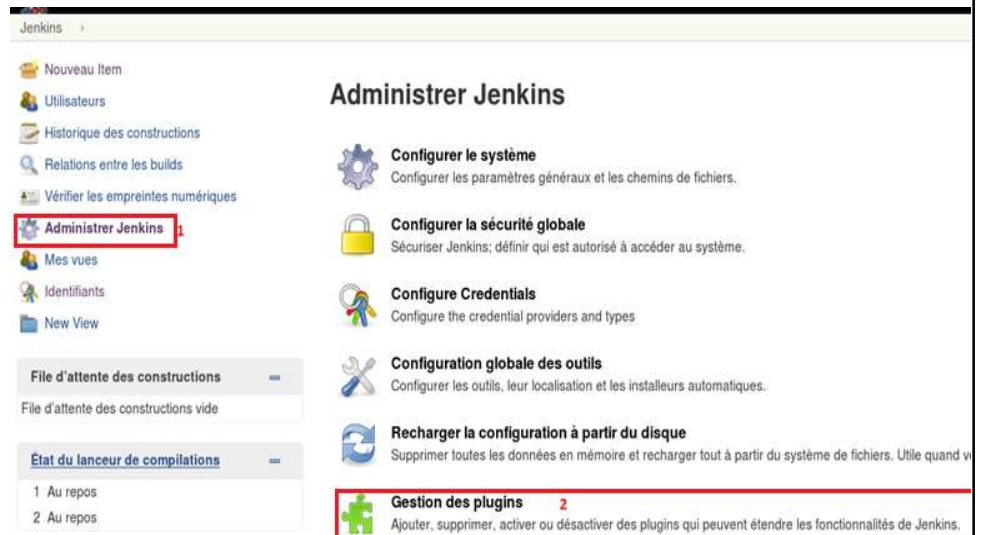 Jenkins
Nouveau Item
Utilisateurs
Historique des constructions
Relations entre les builds
Vérifier les empreintes numériques
Administrer Jenkins 1
Mes vues
Identifiants
New View
File d'attente des constructions
File d'attente des constructions vide
État du lanceur de compilations
1 Au repos
2 Au repos
Administrer Jenkins
Configurer le système
Configurer les paramètres généraux et les chemins de fichiers.
Configurer la sécurité globale
Sécuriser Jenkins; définir qui est autorisé à accéder au système.
Configure Credentials
Configure the credential providers and types
Configuration globale des outils
Configurer les outils, leur localisation et les installeurs automatiques.
Recharger la configuration à partir du disque
Supprimer toutes les données en mémoire et recharger tout à partir du système de fichiers. Utile quand
Gestion des plugins 2
Ajouter, supprimer, activer ou désactiver des plugins qui peuvent étendre les fonctionnalités de Jenkins.